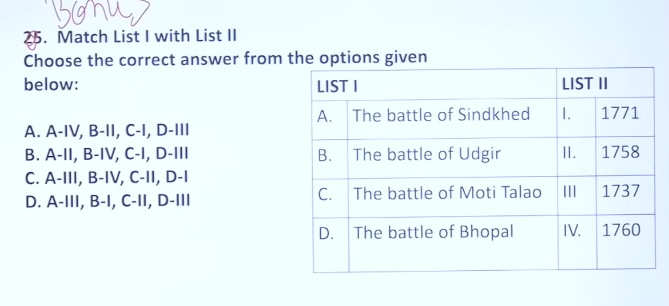 Bonus
25. Match List I with List II
Choose the correct answer from the options given
below:
A. A-IV, B-II, C-I, D-III
B. A-II, B-IV, C-I, D-III
C. A-III, B-IV, C-II, D-I
D. A-III, B-I, C-II, D-III
LIST I LIST II
A. The battle of Sindkhed I. 1771
B. The battle of Udgir II. 1758
C. The battle of Moti Talao III 1737
D. The battle of Bhopal IV. 1760